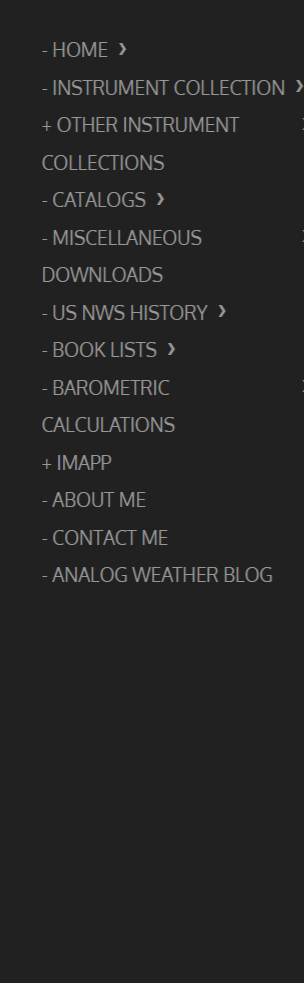 - HOME ›
- INSTRUMENT COLLECTION ›
+ OTHER INSTRUMENT
COLLECTIONS
- CATALOGS ›
- MISCELLANEOUS
DOWNLOADS
- US NWS HISTORY ›
- BOOK LISTS ›
- BAROMETRIC
CALCULATIONS
+ IMAPP
- ABOUT ME
- CONTACT ME
- ANALOG WEATHER BLOG